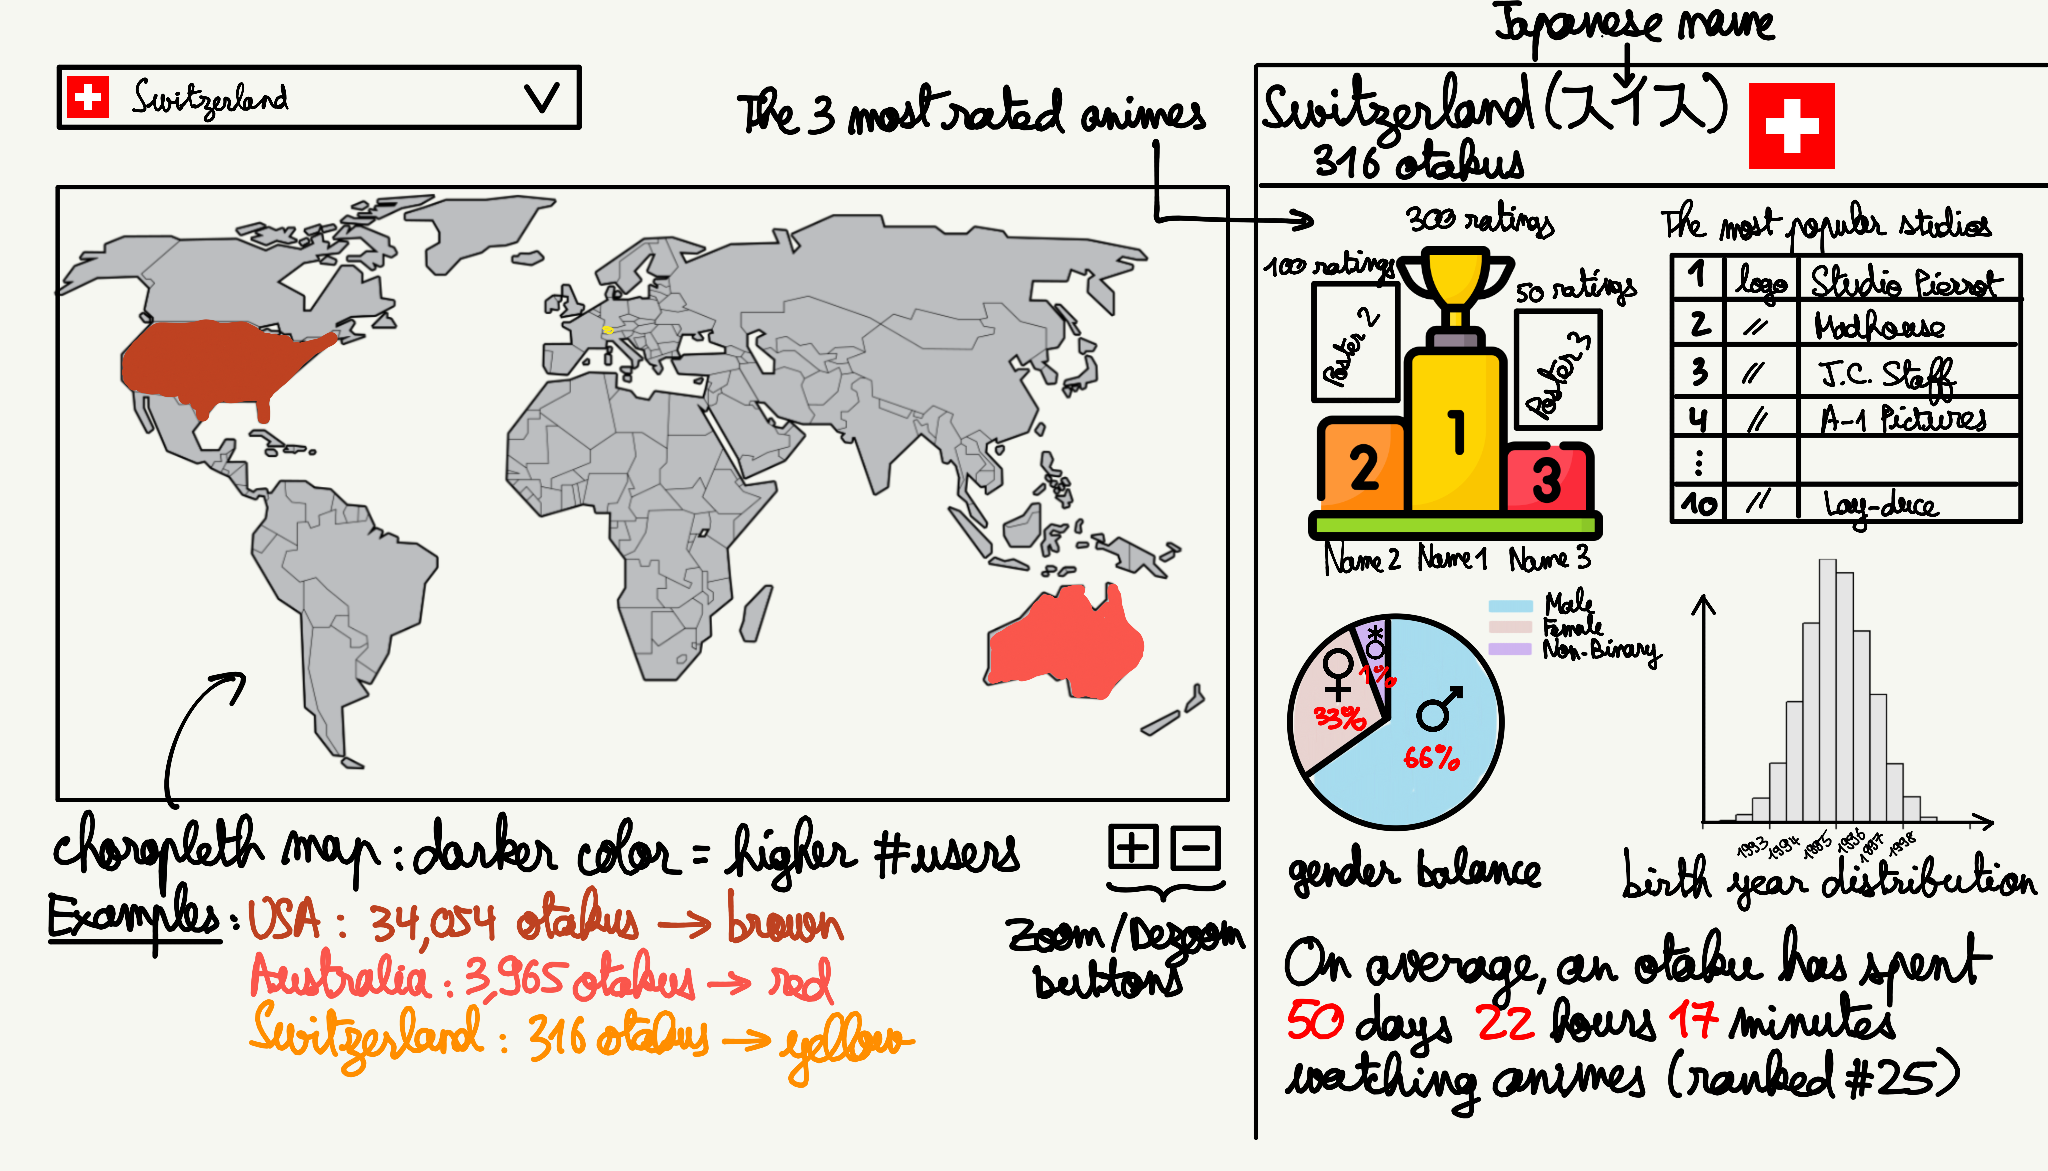 Japanese name
Switzerland
The 3 most rated animes
Switzerland (スイス)
316 otakus
300 ratings
100 ratings
50 ratings
Poster 2
Poster 3
1
2
3
Name 2 Name 1 Name 3
The most popular studios
1 logo Studio Pierrot
2 // Madhouse
3 // J.C. Staff
4 // A-1 Pictures
⋮
10 // Lay-duce
Male
Female
Non-Binary
1%
33%
66%
gender balance
1993 1994 1995 1996 1997 1998
birth year distribution
choropleth map : darker color = higher #users
Examples : USA : 34,054 otakus → brown
Australia : 3,965 otakus → red
Switzerland : 316 otakus → yellow
+ -
Zoom/Dezoom
buttons
On average, an otaku has spent
50 days 22 hours 17 minutes
watching animes (ranked #25)